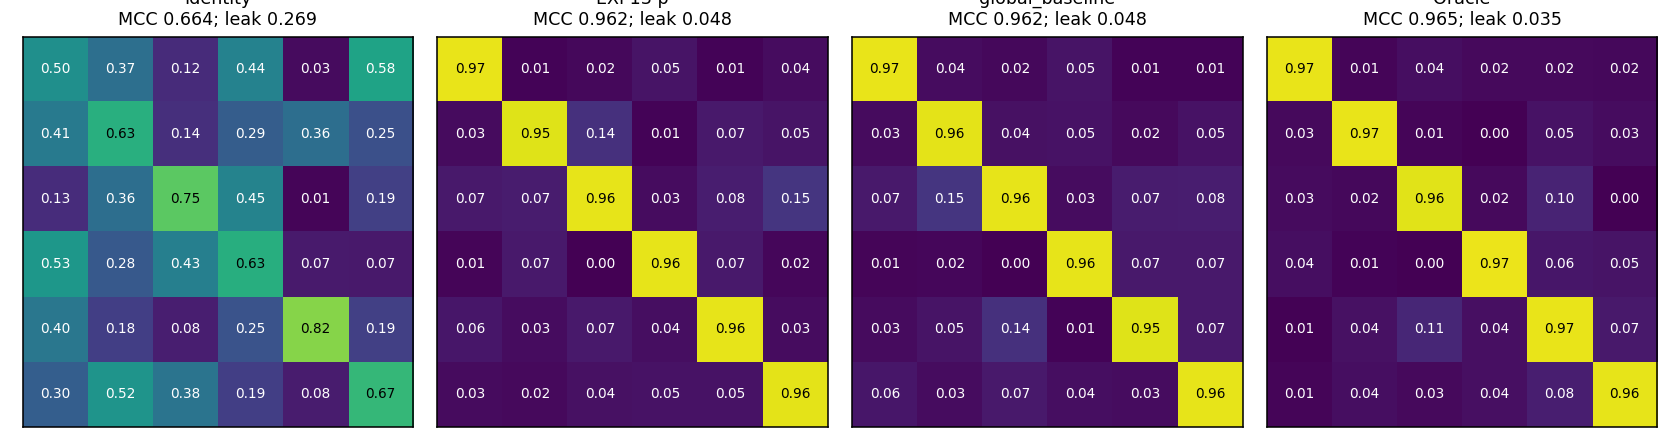 Identity
MCC 0.664; leak 0.269
0.50 0.37 0.12 0.44 0.03 0.58
0.41 0.63 0.14 0.29 0.36 0.25
0.13 0.36 0.75 0.45 0.01 0.19
0.53 0.28 0.43 0.63 0.07 0.07
0.40 0.18 0.08 0.25 0.82 0.19
0.30 0.52 0.38 0.19 0.08 0.67
MCC 0.962; leak 0.048
0.97 0.01 0.02 0.05 0.01 0.04
0.03 0.95 0.14 0.01 0.07 0.05
0.07 0.07 0.96 0.03 0.08 0.15
0.01 0.07 0.00 0.96 0.07 0.02
0.06 0.03 0.07 0.04 0.96 0.03
0.03 0.02 0.04 0.05 0.05 0.96
global_baseline
MCC 0.962; leak 0.048
0.97 0.04 0.02 0.05 0.01 0.01
0.03 0.96 0.04 0.05 0.02 0.05
0.07 0.15 0.96 0.03 0.07 0.08
0.01 0.02 0.00 0.96 0.07 0.07
0.03 0.05 0.14 0.01 0.95 0.07
0.06 0.03 0.07 0.04 0.03 0.96
Oracle
MCC 0.965; leak 0.035
0.97 0.01 0.04 0.02 0.02 0.02
0.03 0.97 0.01 0.00 0.05 0.03
0.03 0.02 0.96 0.02 0.10 0.00
0.04 0.01 0.00 0.97 0.06 0.05
0.01 0.04 0.11 0.04 0.97 0.07
0.01 0.04 0.03 0.04 0.08 0.96